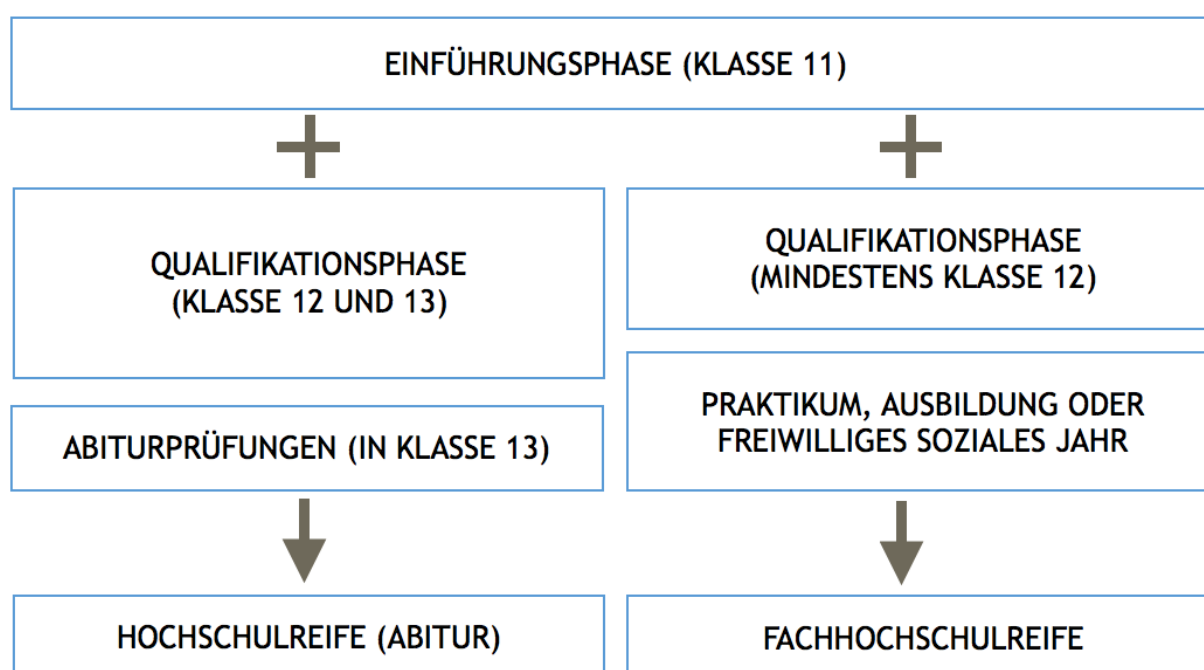 EINFÜHRUNGSPHASE (KLASSE 11)
QUALIFIKATIONSPHASE
(KLASSE 12 UND 13)
ABITURPRÜFUNGEN (IN KLASSE 13)
HOCHSCHULREIFE (ABITUR)
QUALIFIKATIONSPHASE
(MINDESTENS KLASSE 12)
PRAKTIKUM, AUSBILDUNG ODER
FREIWILLIGES SOZIALES JAHR
FACHHOCHSCHULREIFE